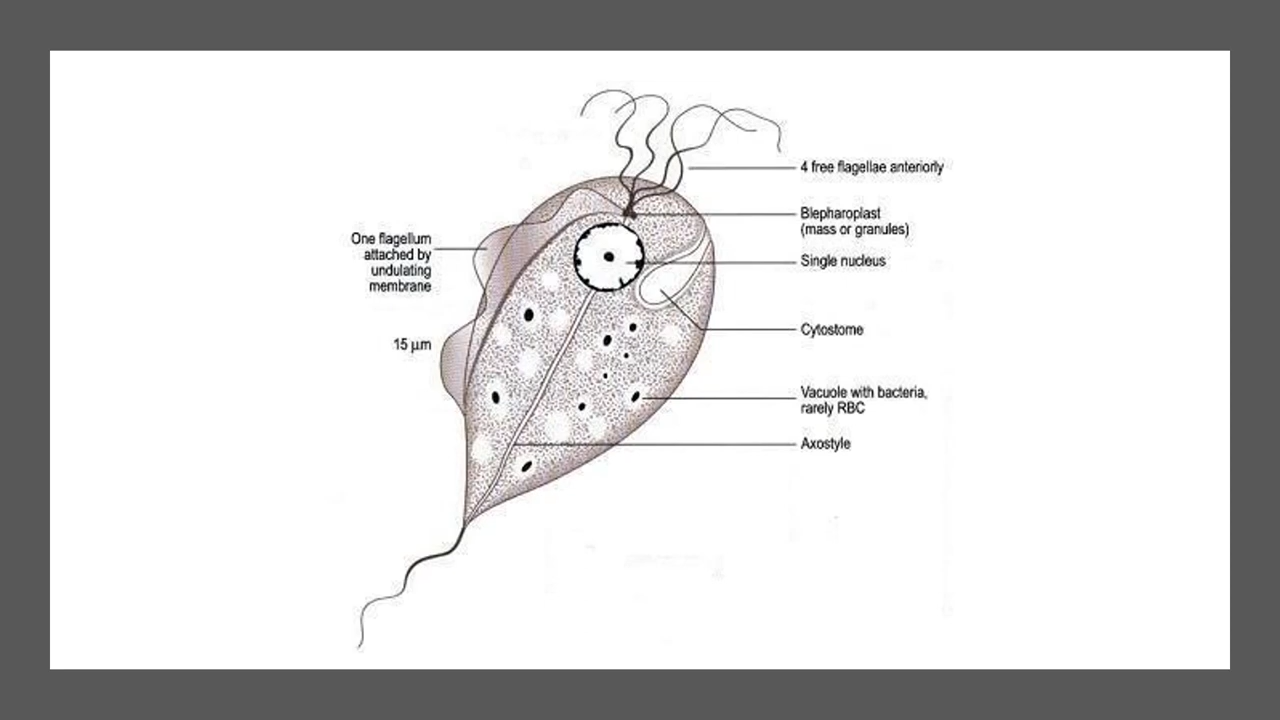 4 free flagellae anteriorly
Blepharoplast
(mass or granules)
One flagellum
attached by
undulating
membrane
Single nucleus
Cytostome
15 µm
Vacuole with bacteria,
rarely RBC
Axostyle